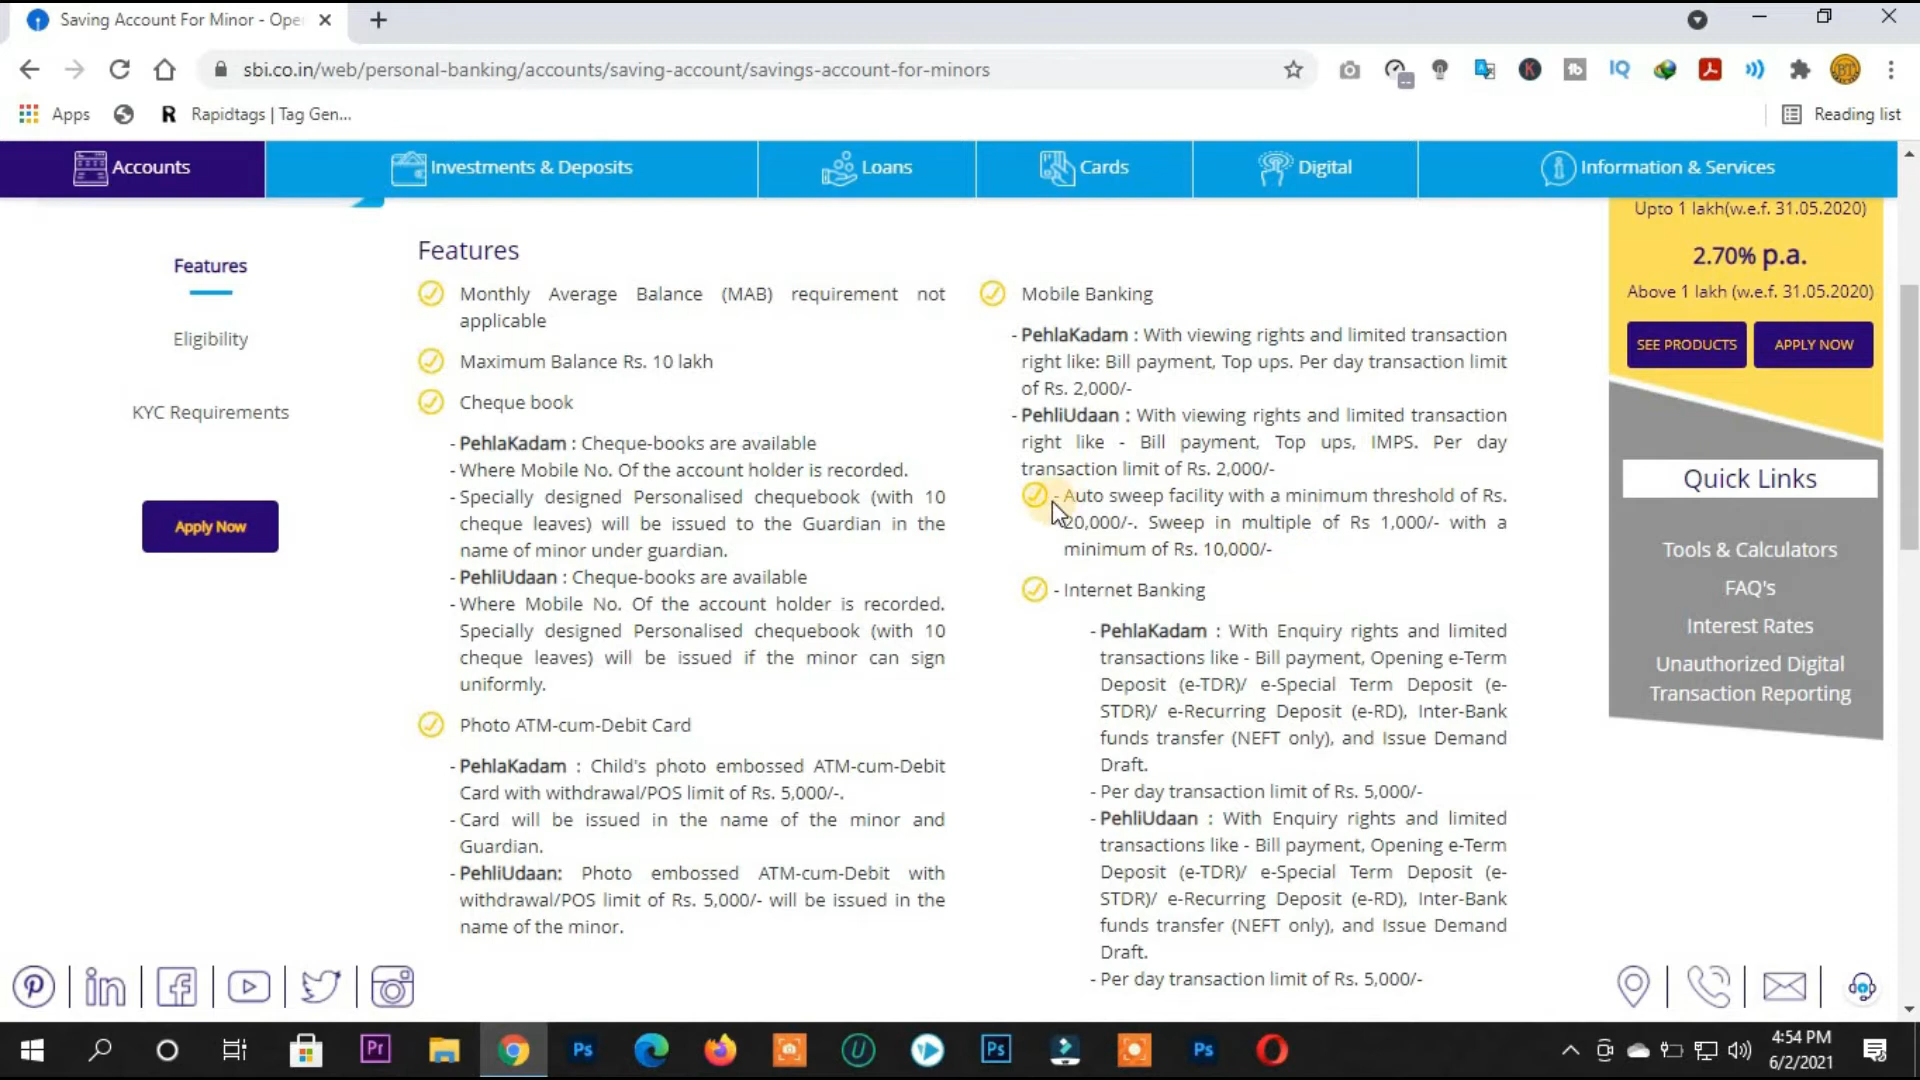 Saving Account For Minor - Ope
sbi.co.in/web/personal-banking/accounts/saving-account/savings-account-for-minors
Apps
Rapidtags | Tag Gen...
Reading list
Accounts
Investments & Deposits
Loans
Cards
Digital
Information & Services
Features
Eligibility
KYC Requirements
Apply Now
Features
Monthly Average Balance (MAB) requirement not
applicable
Maximum Balance Rs. 10 lakh
Cheque book
- PehlaKadam : Cheque-books are available
- Where Mobile No. Of the account holder is recorded.
- Specially designed Personalised chequebook (with 10
cheque leaves) will be issued to the Guardian in the
name of minor under guardian.
- PehliUdaan : Cheque-books are available
- Where Mobile No. Of the account holder is recorded.
Specially designed Personalised chequebook (with 10
cheque leaves) will be issued if the minor can sign
uniformly.
Photo ATM-cum-Debit Card
- PehlaKadam : Child's photo embossed ATM-cum-Debit
Card with withdrawal/POS limit of Rs. 5,000/-.
- Card will be issued in the name of the minor and
Guardian.
- PehliUdaan: Photo embossed ATM-cum-Debit with
withdrawal/POS limit of Rs. 5,000/- will be issued in the
name of the minor.
Mobile Banking
- PehlaKadam : With viewing rights and limited transaction
right like: Bill payment, Top ups. Per day transaction limit
of Rs. 2,000/-
- PehliUdaan : With viewing rights and limited transaction
right like - Bill payment, Top ups, IMPS. Per day
transaction limit of Rs. 2,000/-
- Auto sweep facility with a minimum threshold of Rs.
20,000/-. Sweep in multiple of Rs 1,000/- with a
minimum of Rs. 10,000/-
- Internet Banking
- PehlaKadam : With Enquiry rights and limited
transactions like - Bill payment, Opening e-Term
Deposit (e-TDR)/ e-Special Term Deposit (e-
STDR)/ e-Recurring Deposit (e-RD), Inter-Bank
funds transfer (NEFT only), and Issue Demand
Draft.
- Per day transaction limit of Rs. 5,000/-
- PehliUdaan : With Enquiry rights and limited
transactions like - Bill payment, Opening e-Term
Deposit (e-TDR)/ e-Special Term Deposit (e-
STDR)/ e-Recurring Deposit (e-RD), Inter-Bank
funds transfer (NEFT only), and Issue Demand
Draft.
- Per day transaction limit of Rs. 5,000/-
Upto 1 lakh(w.e.f. 31.05.2020)
2.70% p.a.
Above 1 lakh (w.e.f. 31.05.2020)
SEE PRODUCTS
APPLY NOW
Quick Links
Tools & Calculators
FAQ's
Interest Rates
Unauthorized Digital
Transaction Reporting
4:54 PM
6/2/2021